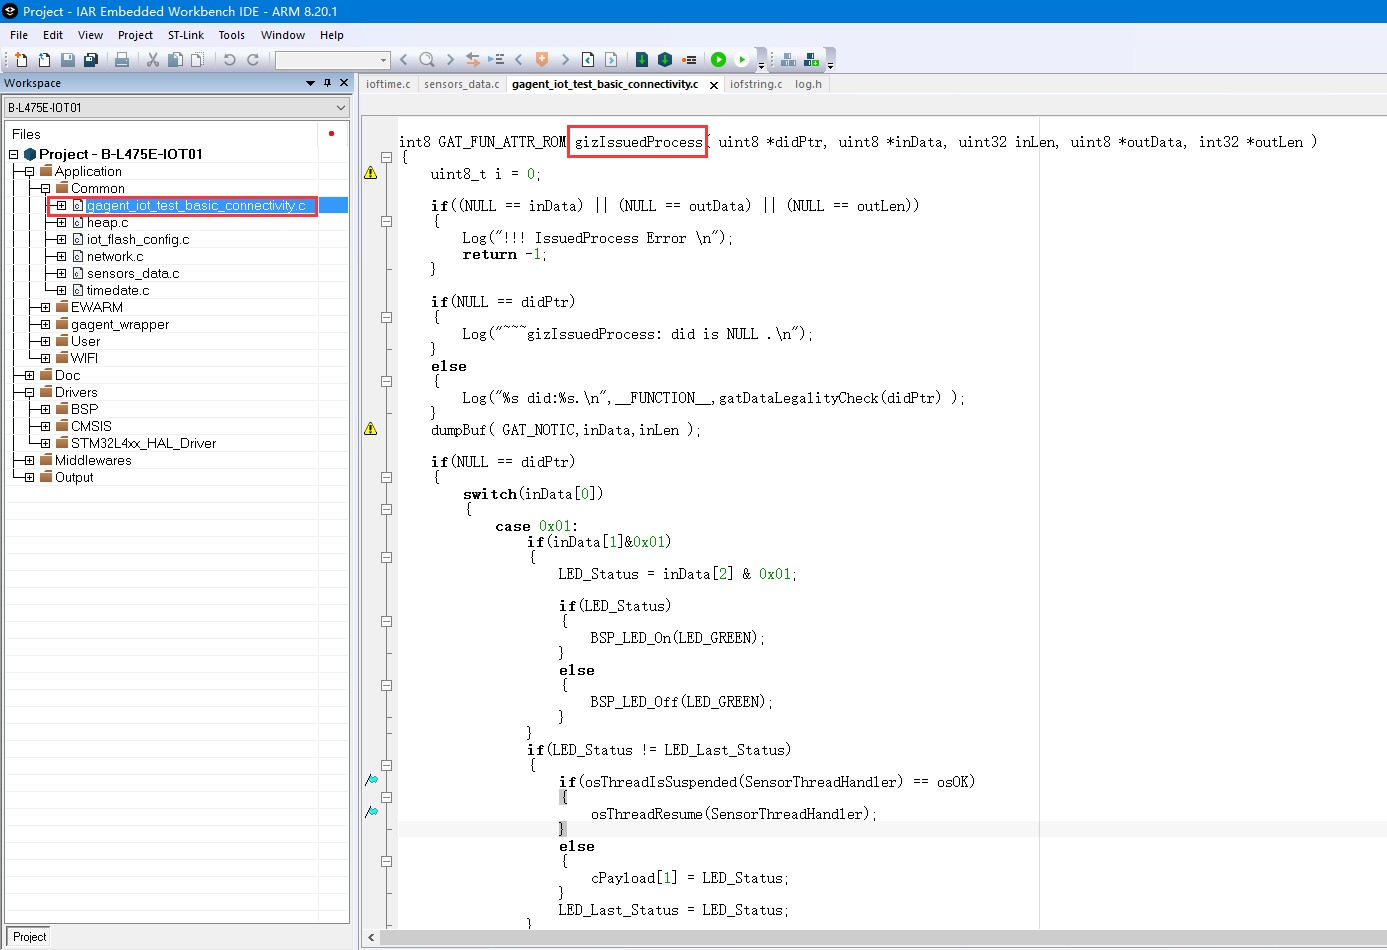 Project - IAR Embedded Workbench IDE - ARM 8.20.1
File Edit View Project ST-Link Tools Window Help
Workspace
B-L475E-IOT01
Files
Project - B-L475E-IOT01
Application
Common
gagent_iot_test_basic_connectivity.c
heap.c
iot_flash_config.c
network.c
sensors_data.c
timedate.c
EWARM
gagent_wrapper
User
WIFI
Doc
Drivers
BSP
CMSIS
STM32L4xx_HAL_Driver
Middlewares
Output
Project
ioftime.c sensors_data.c gagent_iot_test_basic_connectivity.c iofstring.c log.h
int8 GAT_FUN_ATTR_ROM gizIssuedProcess( uint8 *didPtr, uint8 *inData, uint32 inLen, uint8 *outData, int32 *outLen )
{
uint8_t i = 0;
if((NULL == inData) || (NULL == outData) || (NULL == outLen))
{
Log("!!! IssuedProcess Error \n");
return -1;
}
if(NULL == didPtr)
{
Log("~~~gizIssuedProcess: did is NULL .\n");
}
else
{
Log("%s did:%s.\n",__FUNCTION__,gatDataLegalityCheck(didPtr) );
}
dumpBuf( GAT_NOTIC,inData,inLen );
if(NULL == didPtr)
{
switch(inData[0])
{
case 0x01:
if(inData[1]&0x01)
{
LED_Status = inData[2] & 0x01;
if(LED_Status)
{
BSP_LED_On(LED_GREEN);
}
else
{
BSP_LED_Off(LED_GREEN);
}
}
if(LED_Status != LED_Last_Status)
{
if(osThreadIsSuspended(SensorThreadHandler) == osOK)
{
osThreadResume(SensorThreadHandler);
}
else
{
cPayload[1] = LED_Status;
}
LED_Last_Status = LED_Status;
}